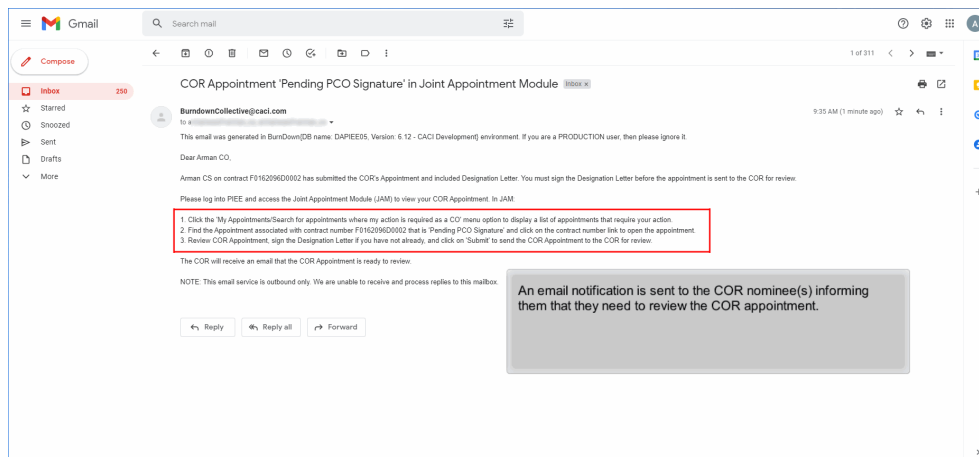 Gmail
Search mail
Compose
1 of 311
Inbox 250
Starred
Snoozed
Sent
Drafts
More
COR Appointment 'Pending PCO Signature' in Joint Appointment Module Inbox x
BurndownCollective@caci.com
9:35 AM (1 minute ago)
to a
This email was generated in BurnDown(DB name: DAPIEE05, Version: 6.12 - CACI Development) environment. If you are a PRODUCTION user, then please ignore it.
Dear Arman CO,
Arman CS on contract F0162096D0002 has submitted the COR's Appointment and included Designation Letter. You must sign the Designation Letter before the appointment is sent to the COR for review.
Please log into PIEE and access the Joint Appointment Module (JAM) to view your COR Appointment. In JAM:
1. Click the 'My Appointments/Search for appointments where my action is required as a CO' menu option to display a list of appointments that require your action.
2. Find the Appointment associated with contract number F0162096D0002 that is 'Pending PCO Signature' and click on the contract number link to open the appointment.
3. Review COR Appointment, sign the Designation Letter if you have not already, and click on 'Submit' to send the COR Appointment to the COR for review.
The COR will receive an email that the COR Appointment is ready to review.
NOTE: This email service is outbound only. We are unable to receive and process replies to this mailbox.
An email notification is sent to the COR nominee(s) informing
them that they need to review the COR appointment.
Reply
Reply all
Forward